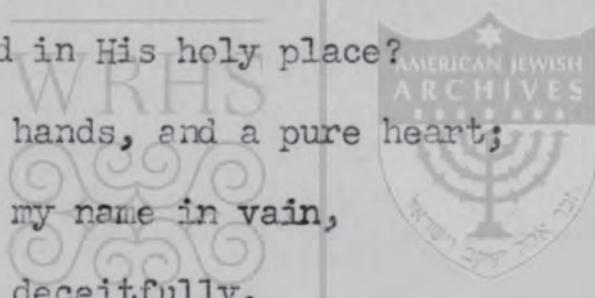 d in His holy place?
WRHS
AMERICAN JEWISH
ARCHIVES
hands, and a pure heart;
my name in vain,
deceitfully.